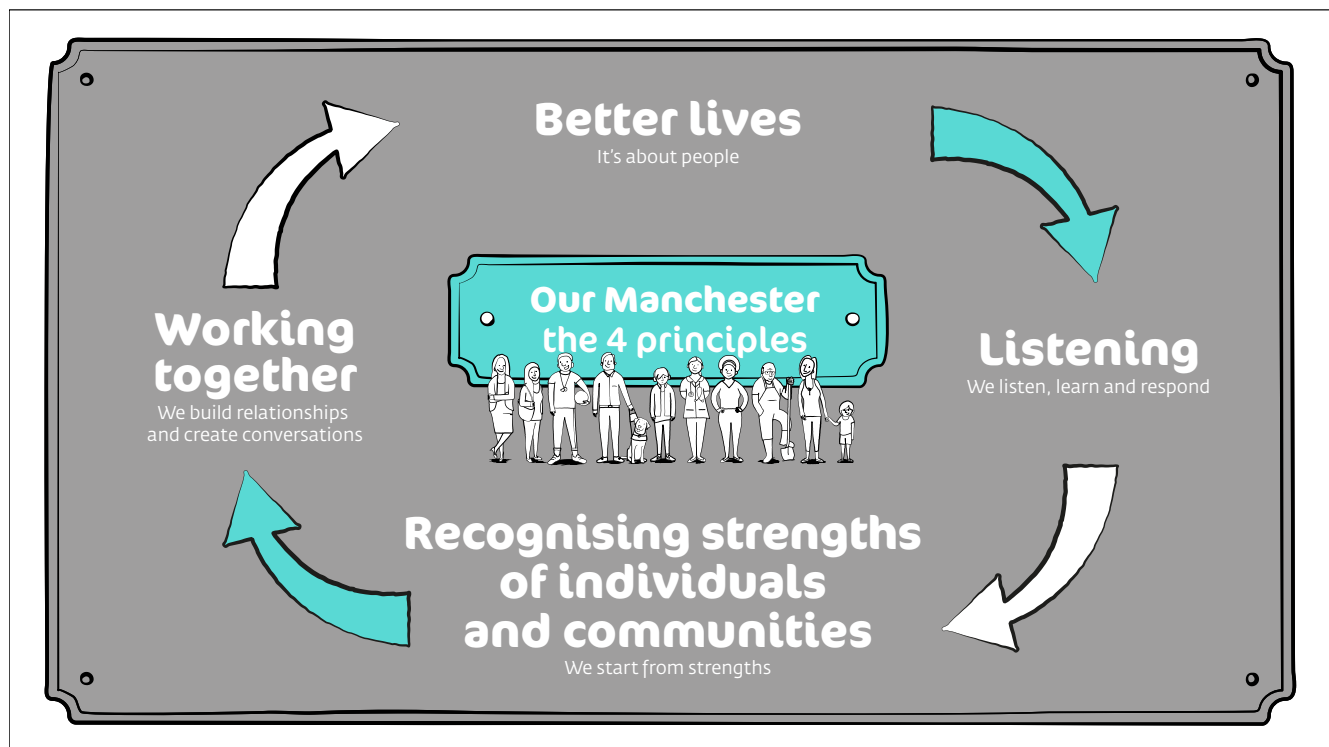 Better lives
It's about people
Our Manchester
the 4 principles
Listening
We listen, learn and respond
Recognising strengths
of individuals
and communities
We start from strengths
Working
together
We build relationships
and create conversations